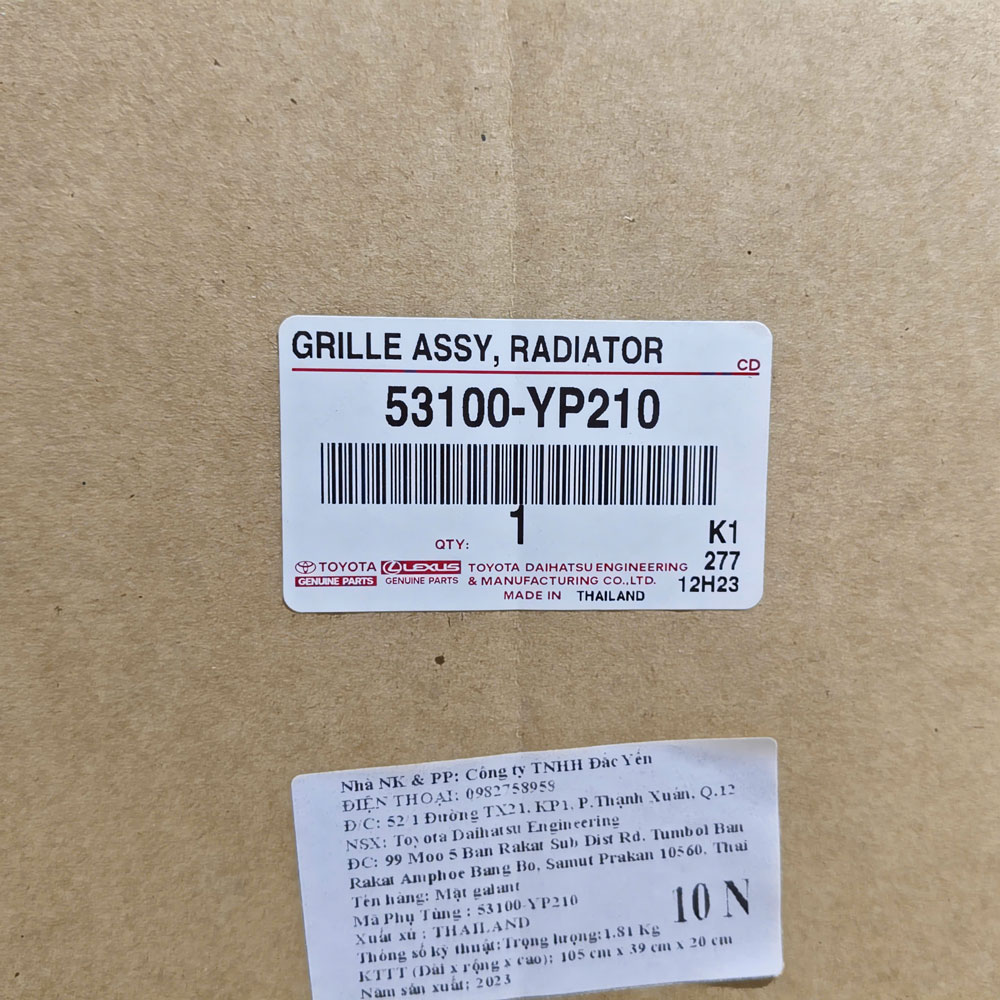 GRILLE ASSY, RADIATOR
CD
53100-YP210
QTY: 1
K1
277
12H23
TOYOTA
GENUINE PARTS
LEXUS
GENUINE PARTS
TOYOTA DAIHATSU ENGINEERING
& MANUFACTURING CO.,LTD.
MADE IN THAILAND
Nhà NK & PP: Công ty TNHH Đắc Yến
ĐIỆN THOẠI: 0982758959
Đ/C: 52/1 Đường TX21, KP1, P.Thạnh Xuân, Q.12
NSX: Toyota Daihatsu Engineering
ĐC: 99 Moo 5 Ban Rakat Sub Dist Rd. Tumbol Ban
Rakat Amphoe Bang Bo, Samut Prakan 10560. Thai
Tên hàng: Mặt galant
Mã Phụ Tùng : 53100-YP210
Xuất xứ : THAILAND
Thông số kỹ thuật:Trọng lượng:1.81 Kg
KTTT (Dài x rộng x cao); 105 cm x 39 cm x 20 cm
Năm sản xuất; 2023
10 N